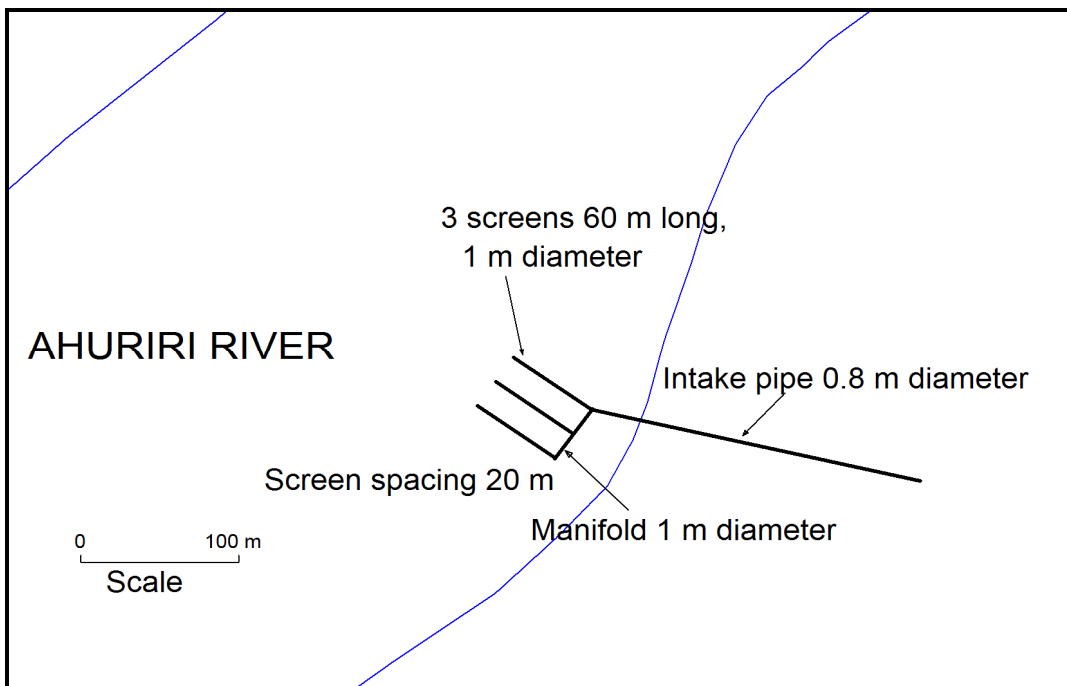 3 screens 60 m long,
1 m diameter
AHURIRI RIVER
Intake pipe 0.8 m diameter
Screen spacing 20 m
Manifold 1 m diameter
0 100 m
Scale